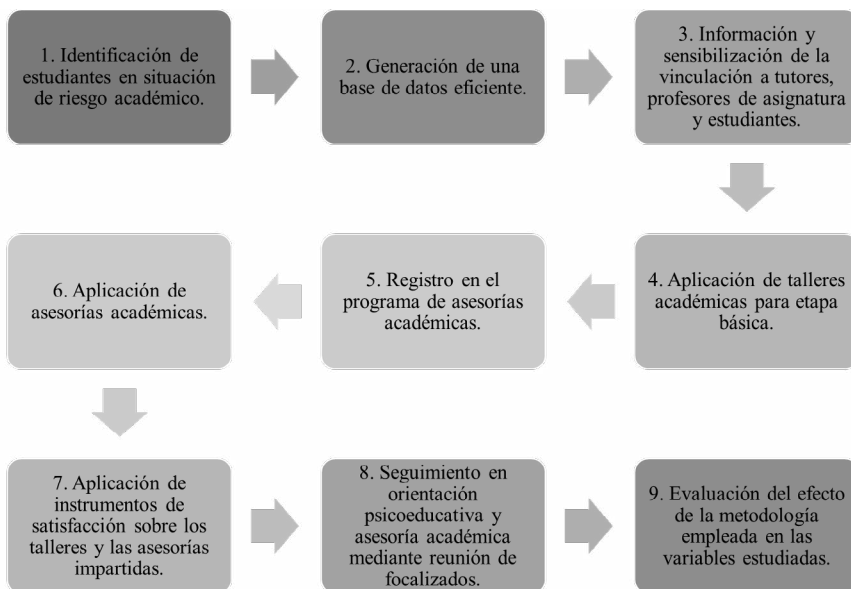 1. Identificación de
estudiantes en situación
de riesgo académico.
2. Generación de una
base de datos eficiente.
3. Información y
sensibilización de la
vinculación a tutores,
profesores de asignatura
y estudiantes.
4. Aplicación de talleres
académicas para etapa
básica.
5. Registro en el
programa de asesorías
académicas.
6. Aplicación de
asesorías académicas.
7. Aplicación de
instrumentos de
satisfacción sobre los
talleres y las asesorías
impartidas.
8. Seguimiento en
orientación
psicoeducativa y
asesoría académica
mediante reunión de
focalizados.
9. Evaluación del efecto
de la metodología
empleada en las
variables estudiadas.